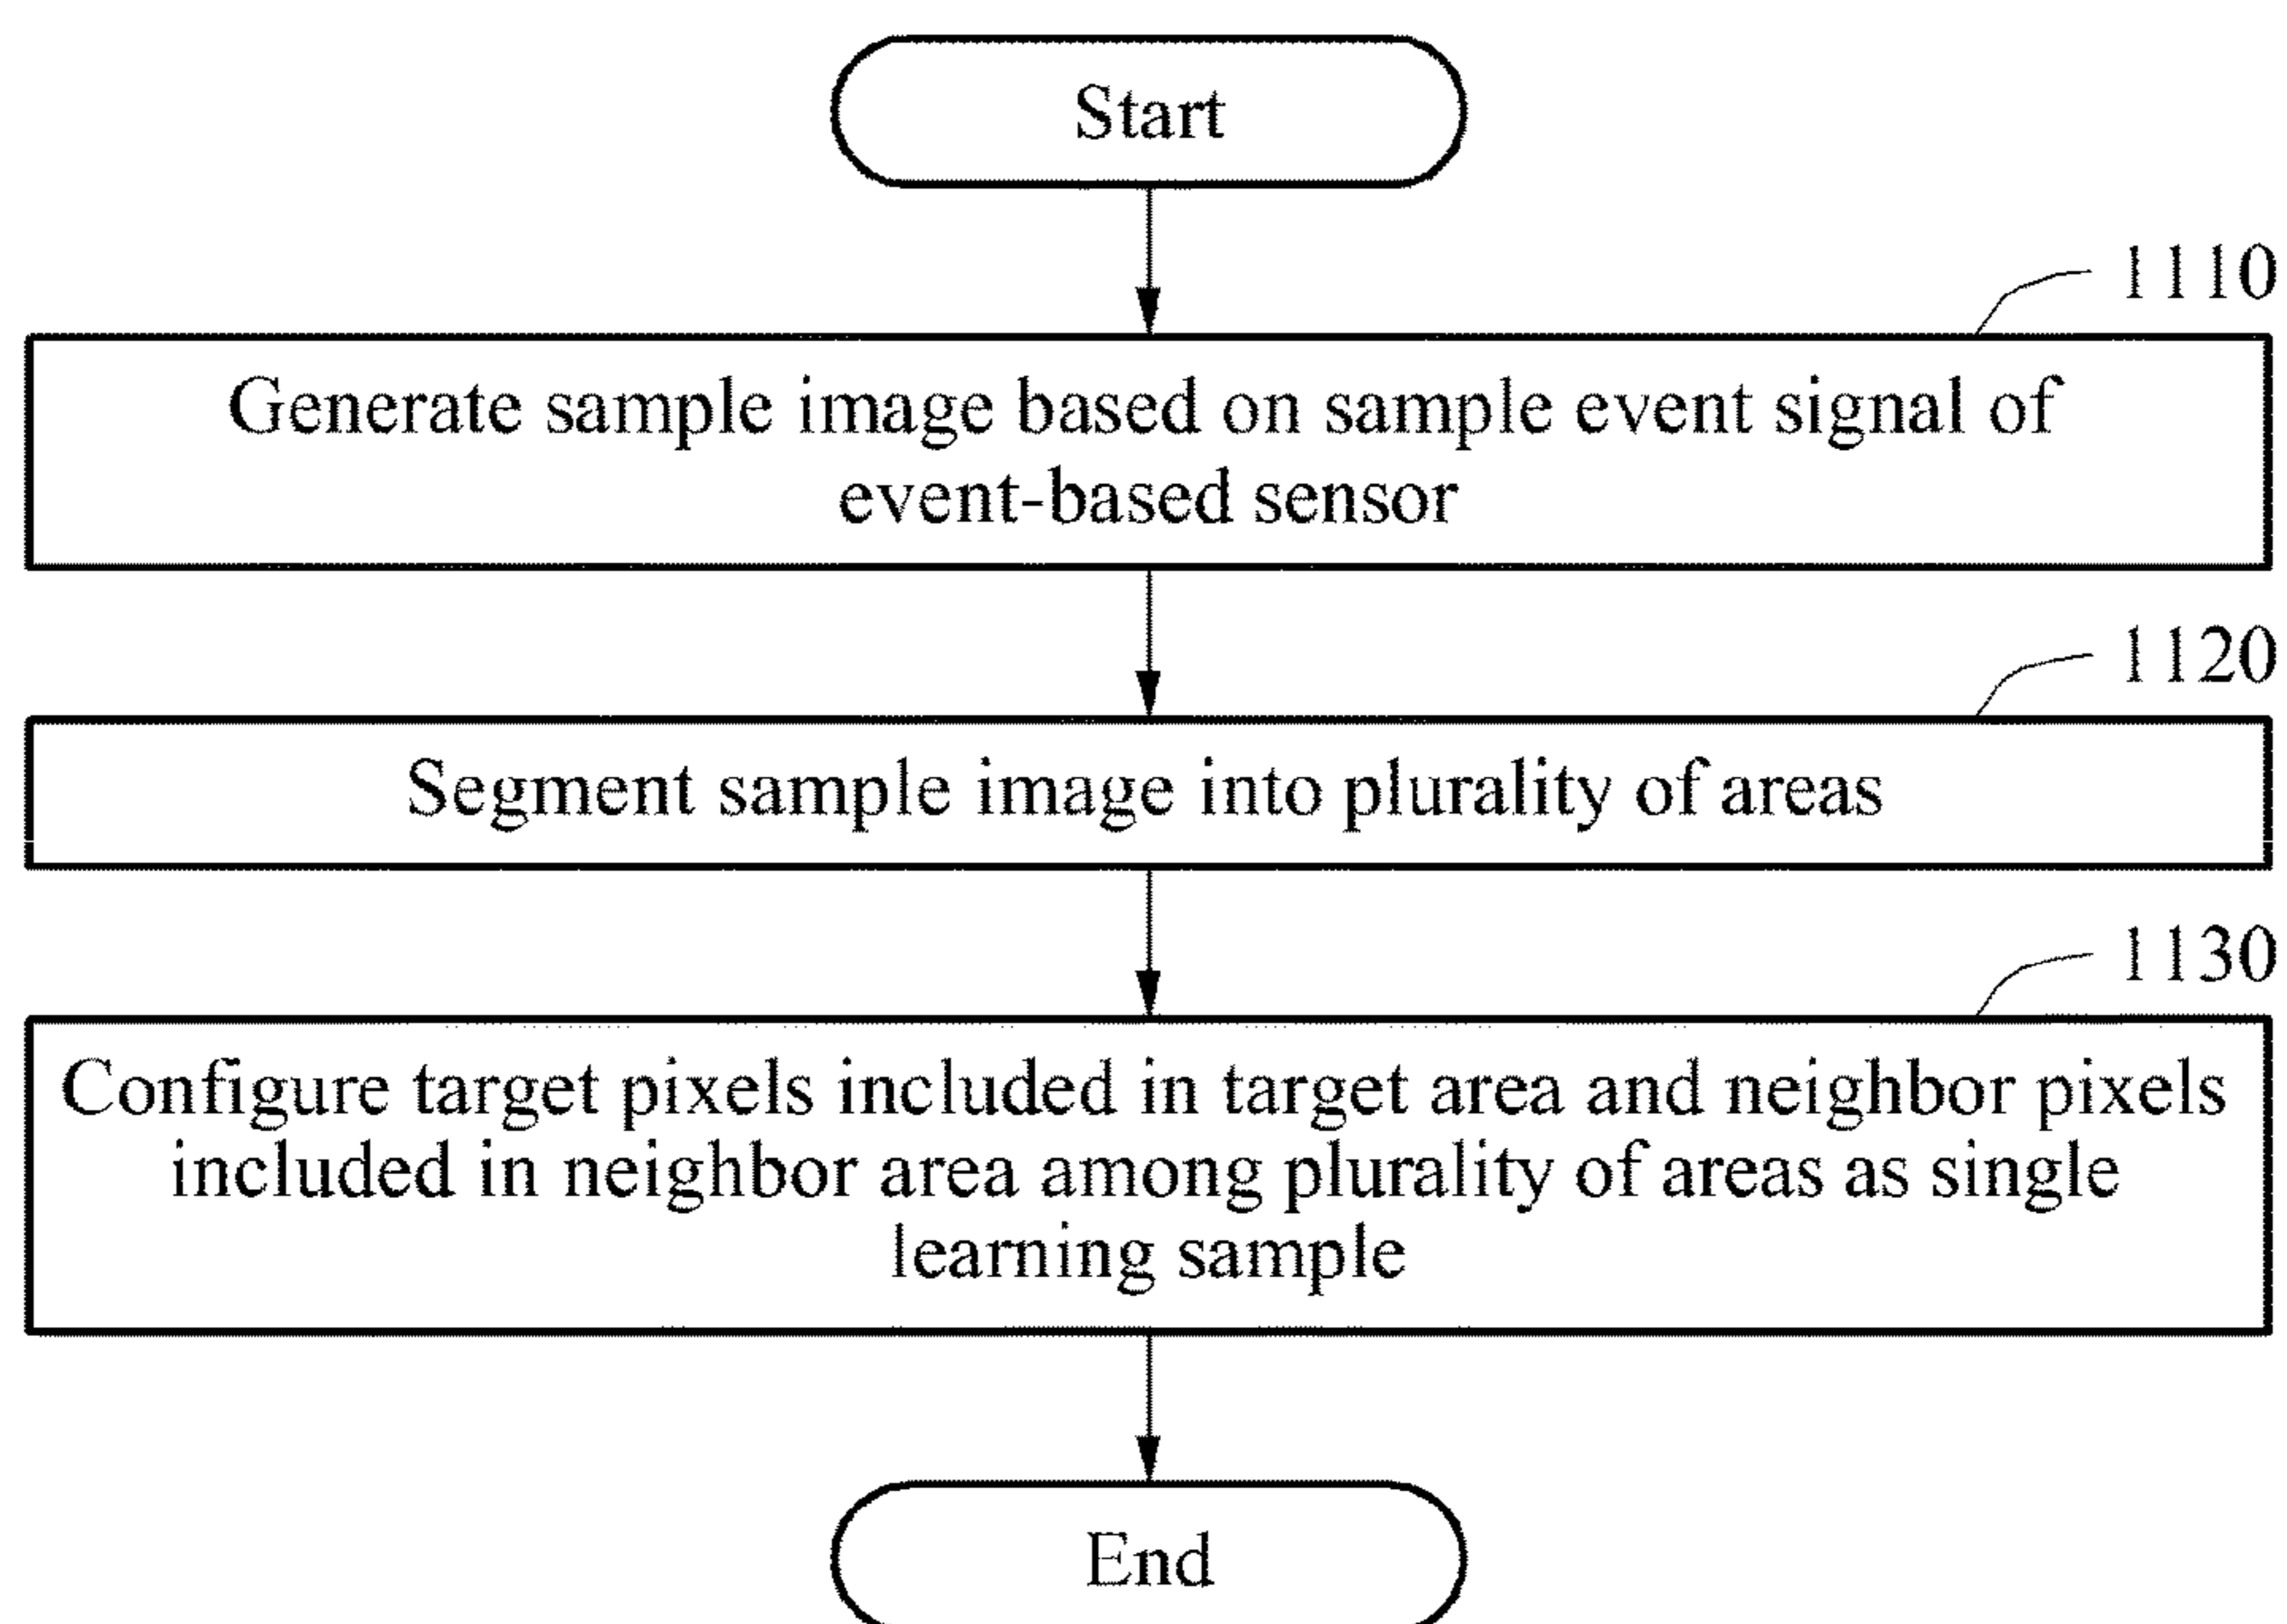 Start
1110
Generate sample image based on sample event signal of
event-based sensor
1120
Segment sample image into plurality of areas
1130
Configure target pixels included in target area and neighbor pixels
included in neighbor area among plurality of areas as single
learning sample
End